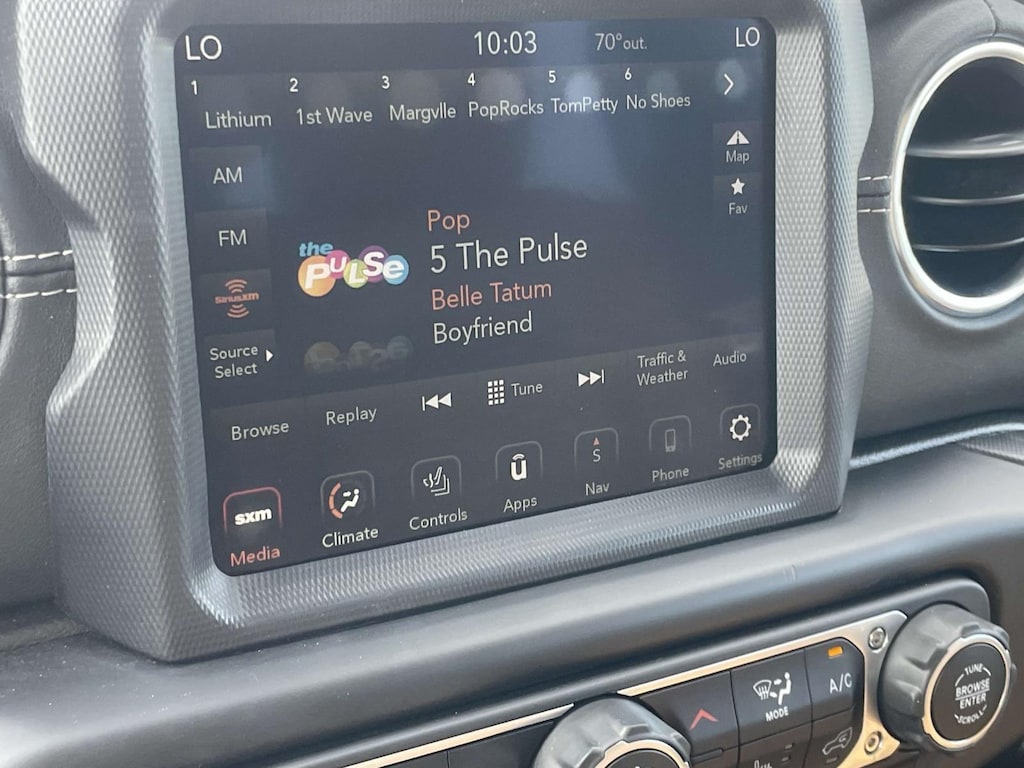 LO
10:03
70°out.
LO
1
2
3
4
5
6
Lithium
1st Wave
Margvlle
PopRocks
TomPetty
No Shoes
AM
Map
Fav
FM
the
PULSe
Pop
5 The Pulse
Belle Tatum
Boyfriend
SiriusXM
Source
Select
Browse
Replay
Tune
Traffic &
Weather
Audio
sxm
Media
Climate
Controls
ū
Apps
S
Nav
Phone
Settings
MODE
A/C
TUNE
BROWSE
ENTER
SCROLL